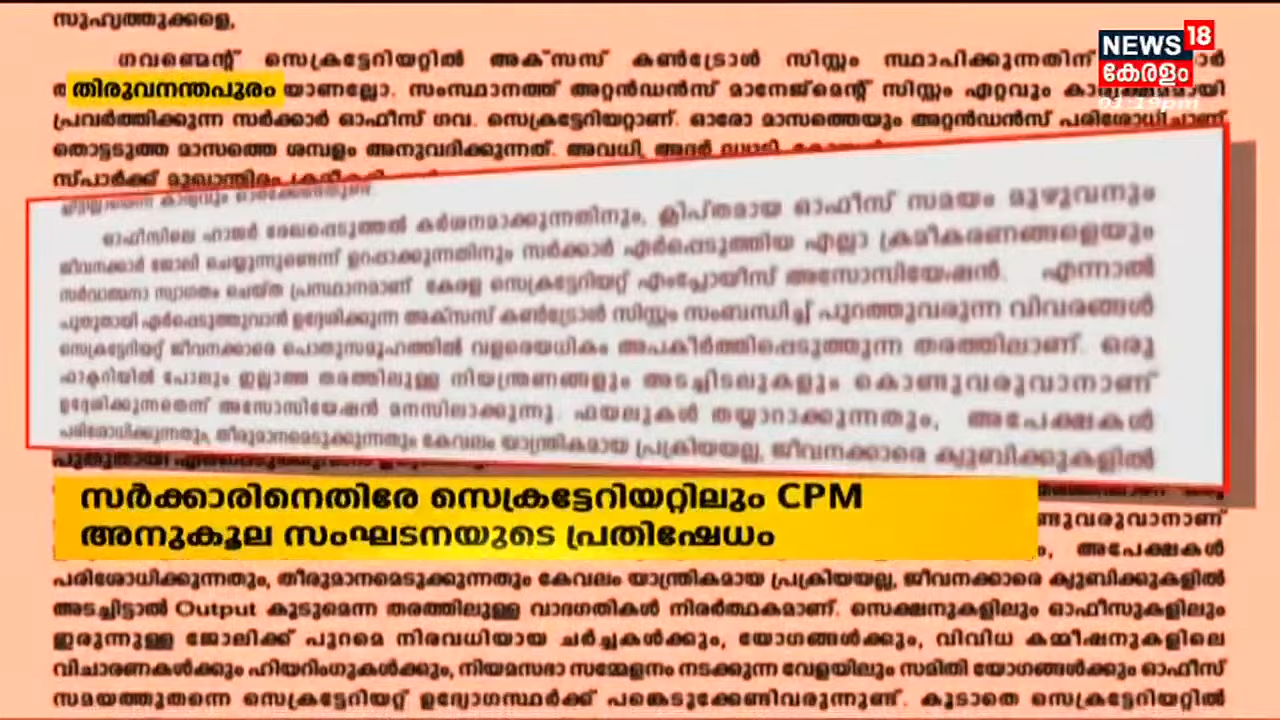 സുഹൃത്തുക്കളെ,
NEWS 18
കേരളം
01:19pm
ഗവണ്മെന്റ് സെക്രട്ടേറിയറ്റിൽ അക്‌സസ് കൺട്രോൾ സിസ്റ്റം സ്ഥാപിക്കുന്നതിന്
തിരുവനന്തപുരം
യാണല്ലോ. സംസ്ഥാനത്ത് അറ്റൻഡൻസ് മാനേജ്മെന്റ് സിസ്റ്റം ഏറ്റവും
പ്രവർത്തിക്കുന്ന സർക്കാർ ഓഫീസ് ഗവ. സെക്രട്ടേറിയറ്റാണ്. ഓരോ മാസത്തെയും അറ്റൻഡൻസ് പരിശോധിച്ചാണ്
തൊട്ടടുത്ത മാസത്തെ ശമ്പളം അനുവദിക്കുന്നത്. അവധി,
സ്പാർക്ക് മുഖാന്തിരം
ഓഫീസിലെ ഹാജർ രേഖപ്പെടുത്തൽ കർശനമാക്കുന്നതിനും, ക്ലിപ്തമായ ഓഫീസ് സമയം മുഴുവനും
ജീവനക്കാർ ജോലി ചെയ്യുന്നുണ്ടെന്ന് ഉറപ്പാക്കുന്നതിനും സർക്കാർ ഏർപ്പെടുത്തിയ എല്ലാ ക്രമീകരണങ്ങളെയും
സർവാത്മനാ സ്വാഗതം ചെയ്ത പ്രസ്ഥാനമാണ് കേരള സെക്രട്ടേറിയറ്റ് എംപ്ലോയീസ് അസോസിയേഷൻ. എന്നാൽ
പുതുതായി ഏർപ്പെടുത്തുവാൻ ഉദ്ദേശിക്കുന്ന അക്‌സസ് കൺട്രോൾ സിസ്റ്റം സംബന്ധിച്ച് പുറത്തുവരുന്ന വിവരങ്ങൾ
സെക്രട്ടേറിയറ്റ് ജീവനക്കാരെ പൊതുസമൂഹത്തിൽ വളരെയധികം അപകീർത്തിപ്പെടുത്തുന്ന തരത്തിലാണ്. ഒരു
ഫാക്ടറിയിൽ പോലും ഇല്ലാത്ത തരത്തിലുള്ള നിയന്ത്രണങ്ങളും അടച്ചിടലുകളും കൊണ്ടുവരുവാനാണ്
ഉദ്ദേശിക്കുന്നതെന്ന് അസോസിയേഷൻ മനസിലാക്കുന്നു. ഫയലുകൾ തയ്യാറാക്കുന്നതും, അപേക്ഷകൾ
പരിശോധിക്കുന്നതും, തീരുമാനമെടുക്കുന്നതും കേവലം യാന്ത്രികമായ പ്രക്രിയയല്ല, ജീവനക്കാരെ ക്യുബിക്കുകളിൽ
സർക്കാരിനെതിരേ സെക്രട്ടേറിയറ്റിലും CPM
അനുകൂല സംഘടനയുടെ പ്രതിഷേധം
ണ്ടുവരുവാനാണ്
അപേക്ഷകൾ
പരിശോധിക്കുന്നതും, തീരുമാനമെടുക്കുന്നതും കേവലം യാന്ത്രികമായ പ്രക്രിയയല്ല, ജീവനക്കാരെ ക്യുബിക്കുകളിൽ
അടച്ചിട്ടാൽ Output കൂടുമെന്ന തരത്തിലുള്ള വാദഗതികൾ നിരർത്ഥകമാണ്. സെക്ഷനുകളിലും ഓഫീസുകളിലും
ഇരുന്നുള്ള ജോലിക്ക് പുറമെ നിരവധിയായ ചർച്ചകൾക്കും, യോഗങ്ങൾക്കും, വിവിധ കമ്മീഷനുകളിലെ
വിചാരണകൾക്കും ഹിയറിംഗുകൾക്കും, നിയമസഭാ സമ്മേളനം നടക്കുന്ന വേളയിലും സമിതി യോഗങ്ങൾക്കും ഓഫീസ്
സമയത്തുതന്നെ സെക്രട്ടേറിയറ്റ് ഉദ്യോഗസ്ഥർക്ക് പങ്കെടുക്കേണ്ടിവരുന്നുണ്ട്. കൂടാതെ സെക്രട്ടേറിയറ്റിൽ